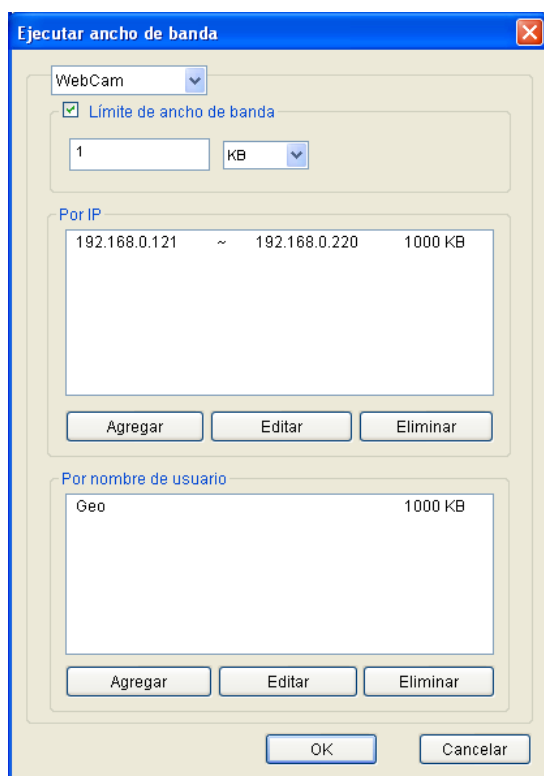 Ejecutar ancho de banda
WebCam
Límite de ancho de banda
1 KB
Por IP
192.168.0.121 ~ 192.168.0.220 1000 KB
Agregar Editar Eliminar
Por nombre de usuario
Geo 1000 KB
Agregar Editar Eliminar
OK Cancelar